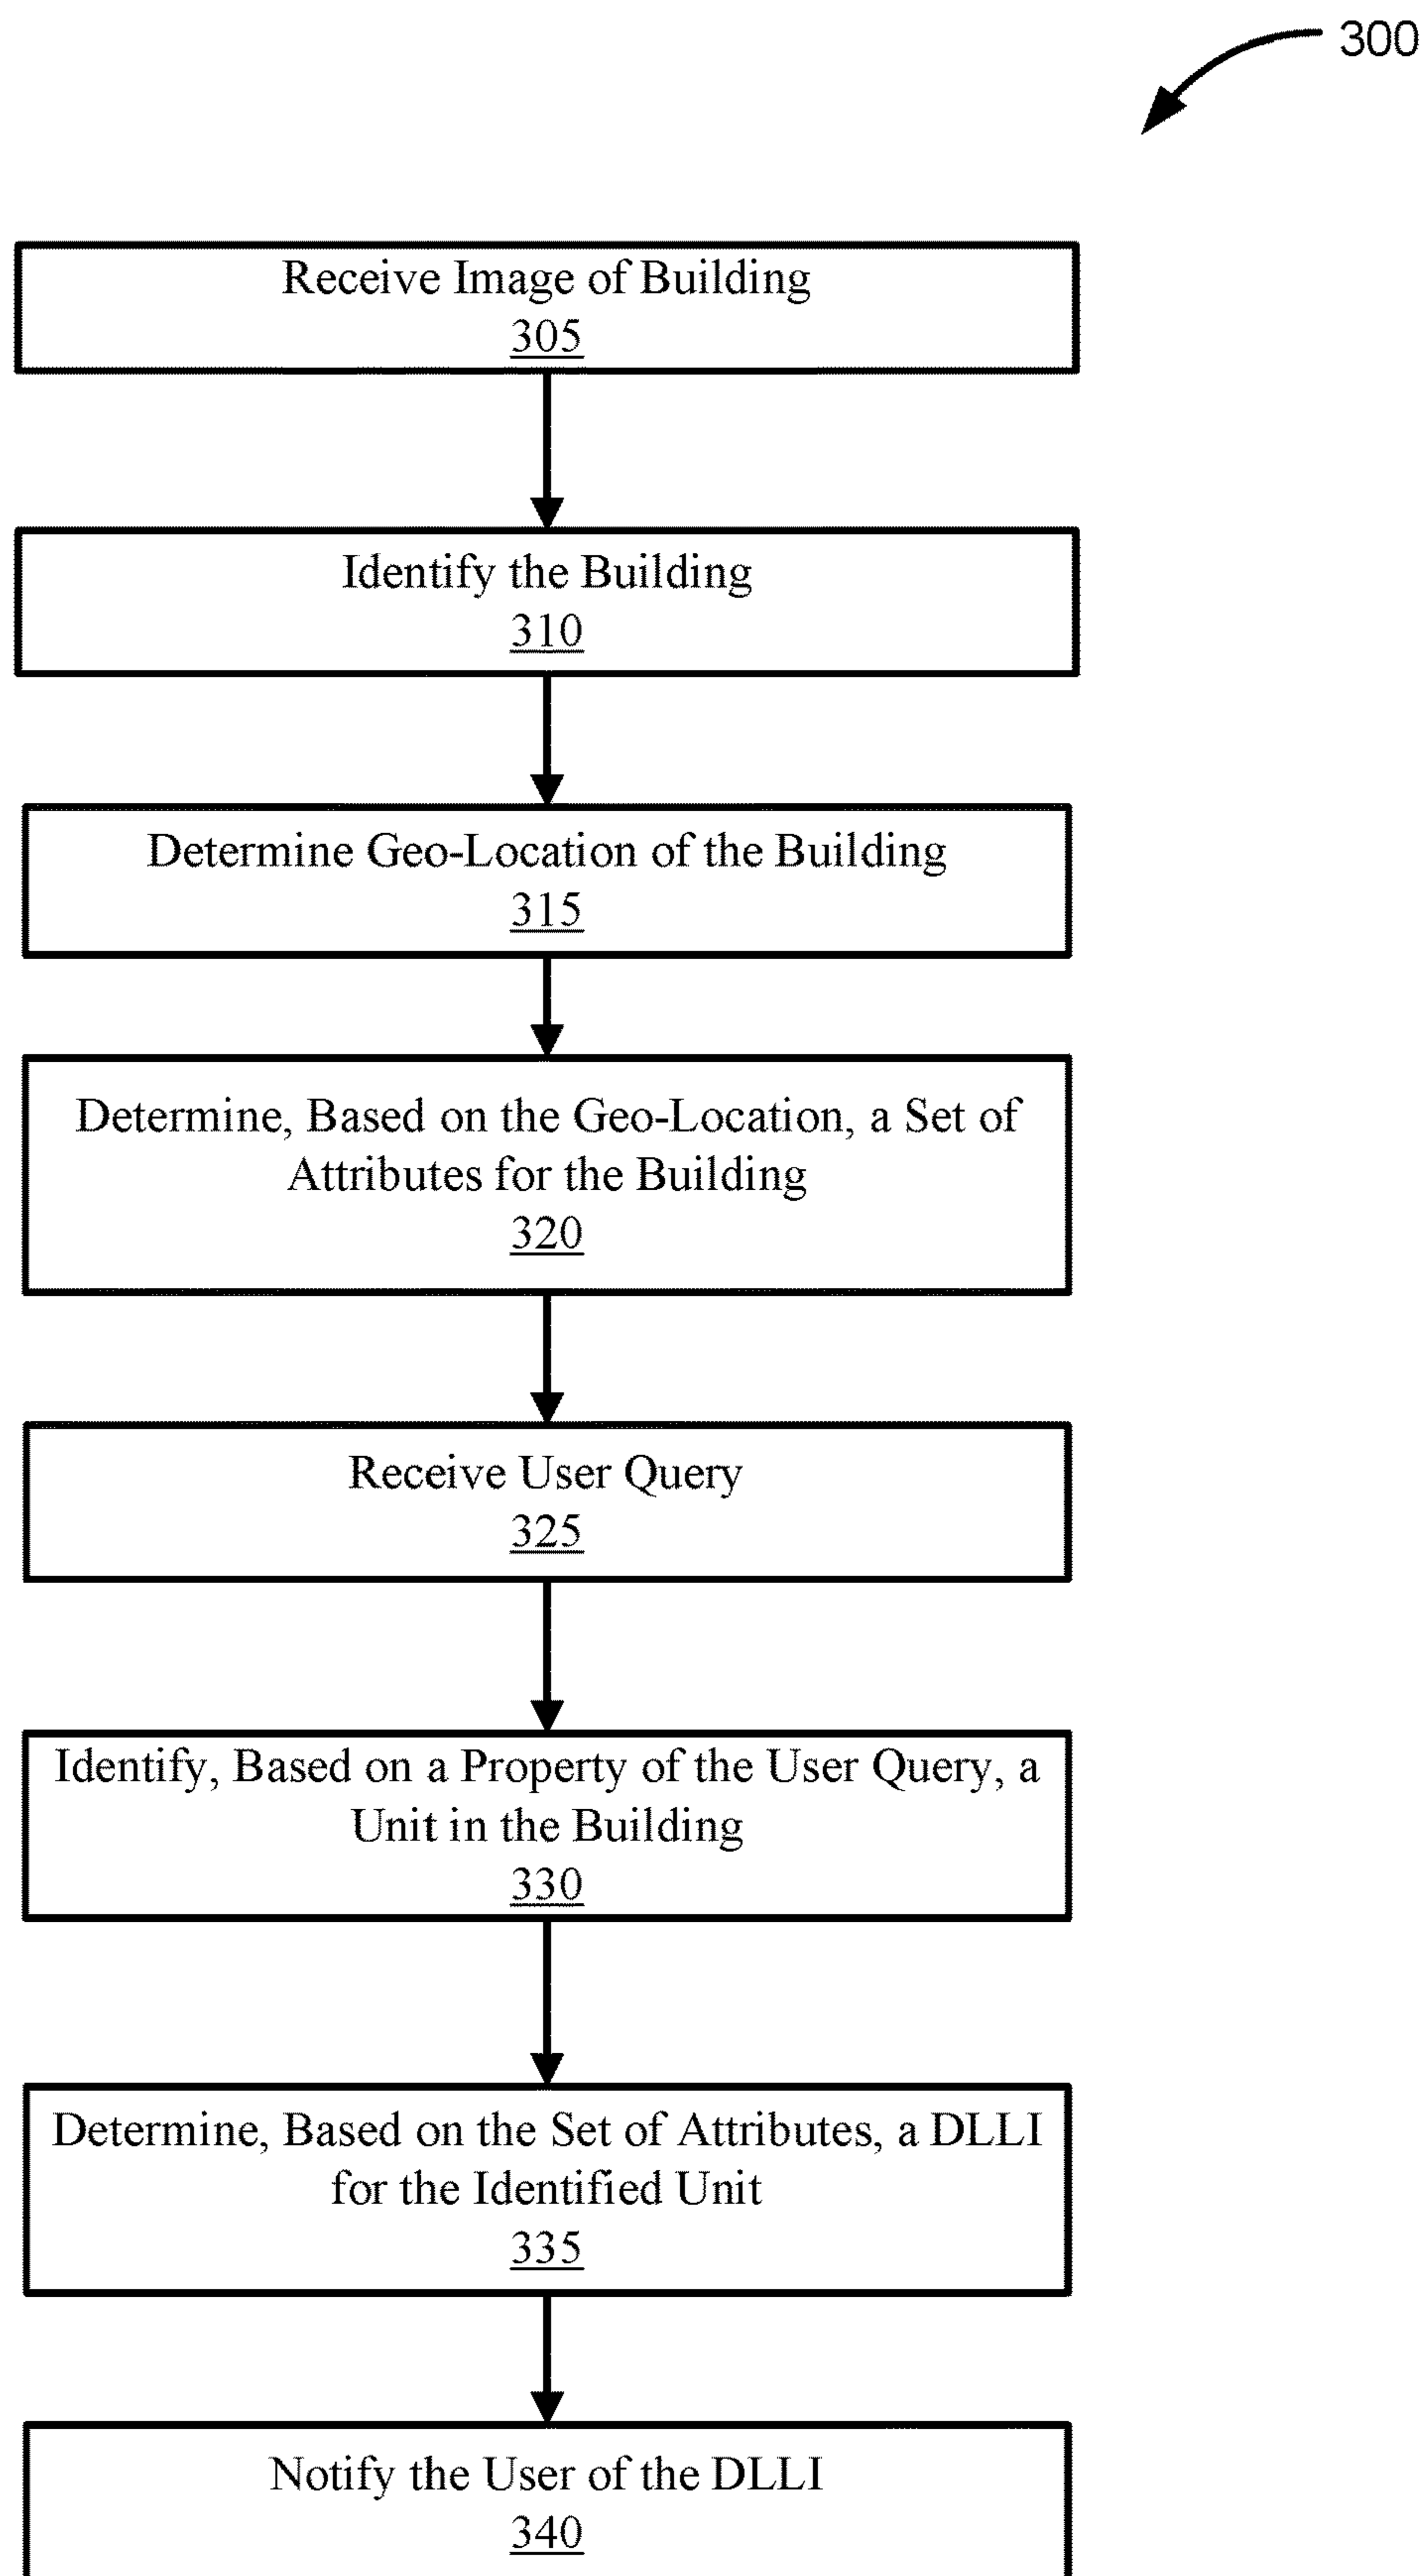 300
Receive Image of Building
305
Identify the Building
310
Determine Geo-Location of the Building
315
Determine, Based on the Geo-Location, a Set of
Attributes for the Building
320
Receive User Query
325
Identify, Based on a Property of the User Query, a
Unit in the Building
330
Determine, Based on the Set of Attributes, a DLLI
for the Identified Unit
335
Notify the User of the DLLI
340